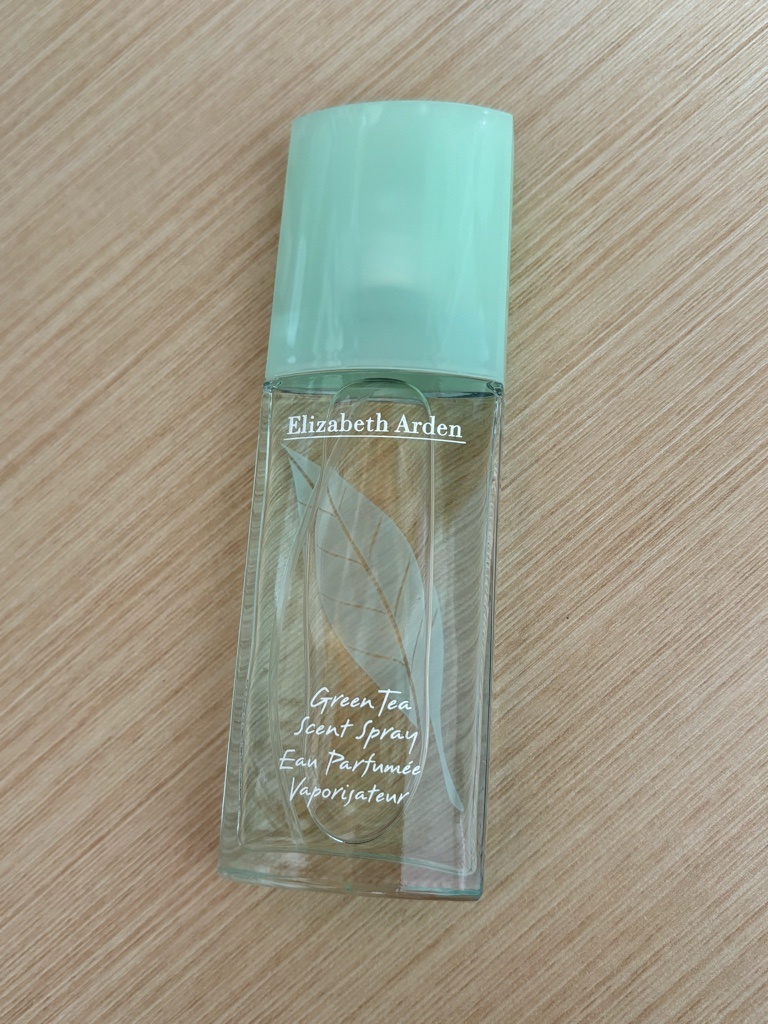 Elizabeth Arden
Green Tea
Scent Spray
Eau Parfumée
Vaporisateur